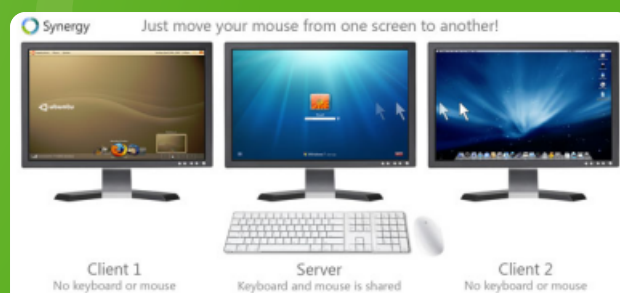 Synergy
Just move your mouse from one screen to another!
ubuntu
Client 1
No keyboard or mouse
Server
Keyboard and mouse is shared
Client 2
No keyboard or mouse